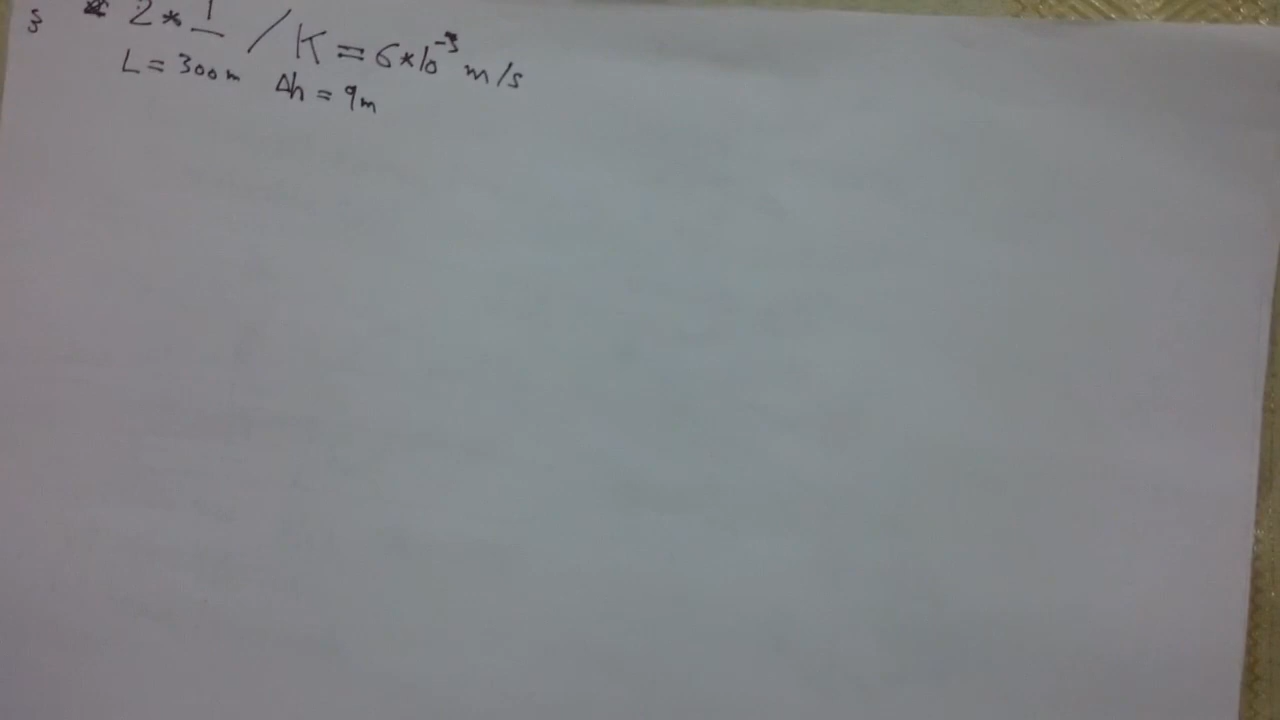 2 * 1 / K = 6*10⁻³ m/s
L = 300m Δh = 9m